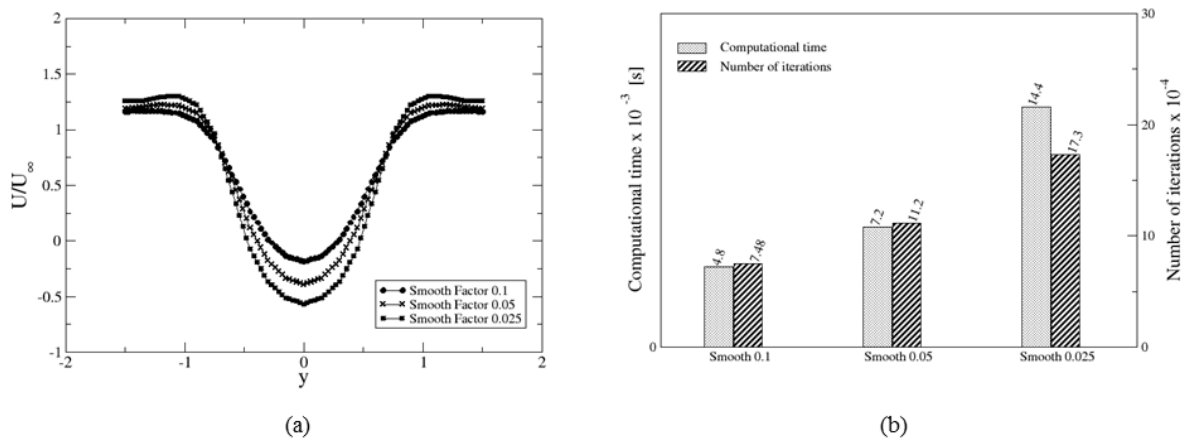 2
1.5
1
0.5
0
-0.5
-1
U/U∞
-2
-1
0
1
2
y
Smooth Factor 0.1
Smooth Factor 0.05
Smooth Factor 0.025
(a)
Computational time
Number of iterations
Computational time x 10⁻³ [s]
0
4.8
7.48
7.2
11.2
14.4
17.3
Smooth 0.1
Smooth 0.05
Smooth 0.025
30
20
10
0
Number of iterations x 10⁻⁴
(b)